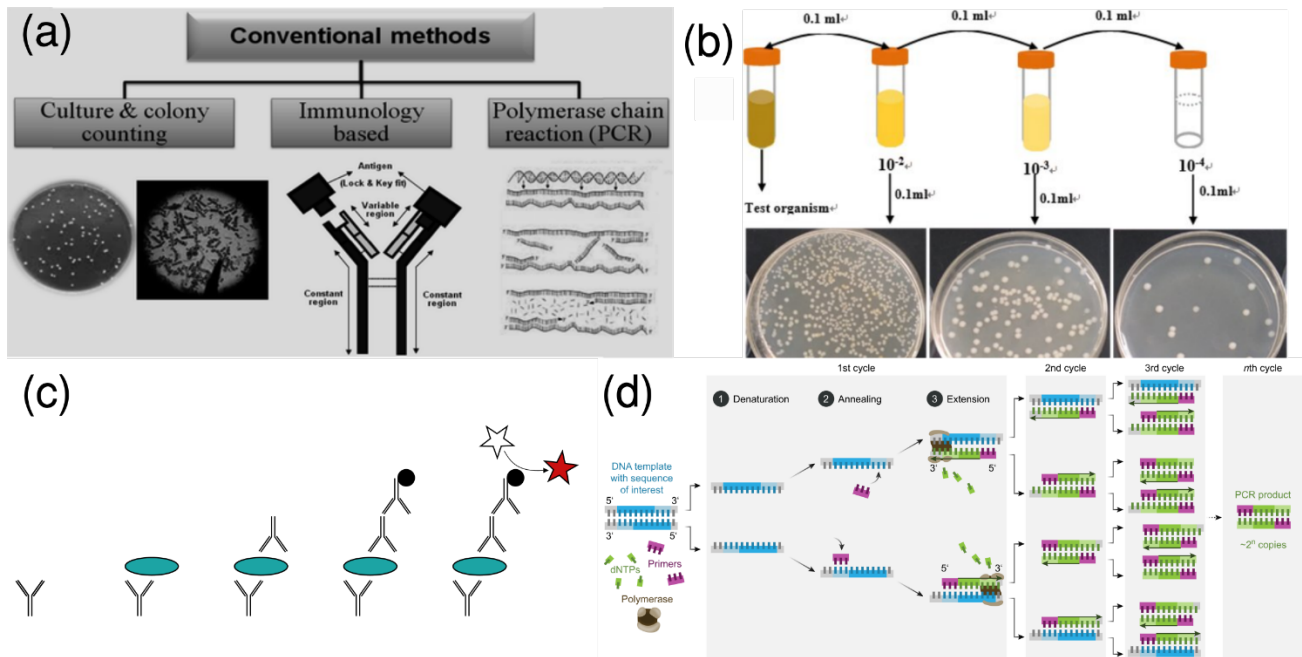 (a)
Conventional methods
Culture & colony
counting
Immunology
based
Polymerase chain
reaction (PCR)
Antigen
(Lock & Key fit)
Variable
region
Constant
region
Constant
region
(b)
0.1 ml
0.1 ml
0.1 ml
10-2
10-3
10-4
Test organism
0.1ml
0.1ml
0.1ml
(c)
(d)
1st cycle
2nd cycle
3rd cycle
nth cycle
1 Denaturation
2 Annealing
3 Extension
DNA template
with sequence
of interest
5'
3'
3'
5'
dNTPs
Primers
Polymerase
3'
5'
5'
3'
PCR product
~2n copies